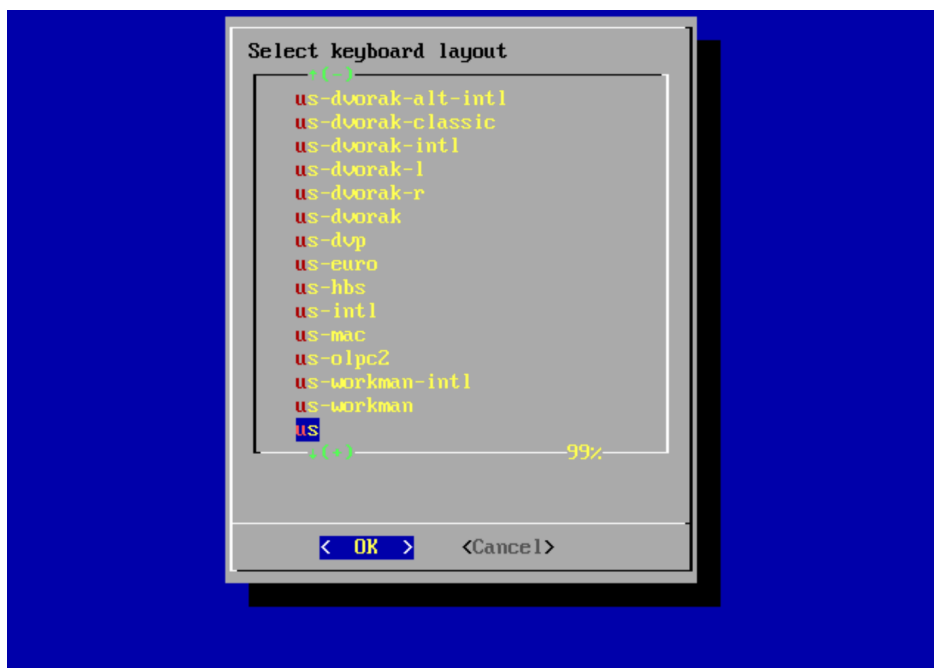 Select keyboard layout
↑(-)
us-dvorak-alt-intl
us-dvorak-classic
us-dvorak-intl
us-dvorak-l
us-dvorak-r
us-dvorak
us-dvp
us-euro
us-hbs
us-intl
us-mac
us-olpc2
us-workman-intl
us-workman
us
↓(+) 99%
< OK > <Cancel>